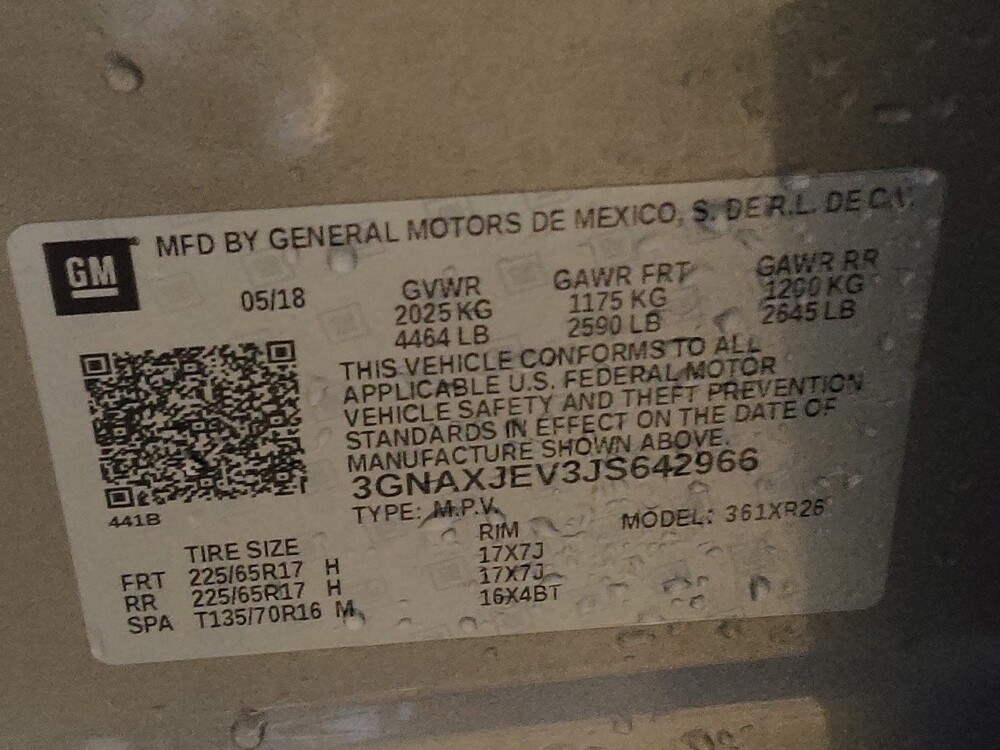 GM
MFD BY GENERAL MOTORS DE MEXICO, S. DE R.L. DE C.V.
05/18
GVWR GAWR FRT GAWR RR
2025 KG 1175 KG 1200 KG
4464 LB 2590 LB 2645 LB
THIS VEHICLE CONFORMS TO ALL
APPLICABLE U.S. FEDERAL MOTOR
VEHICLE SAFETY AND THEFT PREVENTION
STANDARDS IN EFFECT ON THE DATE OF
MANUFACTURE SHOWN ABOVE.
3GNAXJEV3JS642966
441B
TYPE: M.P.V. MODEL: 361XR26
TIRE SIZE RIM
FRT 225/65R17 H 17X7J
RR 225/65R17 H 17X7J
SPA T135/70R16 M 16X4BT